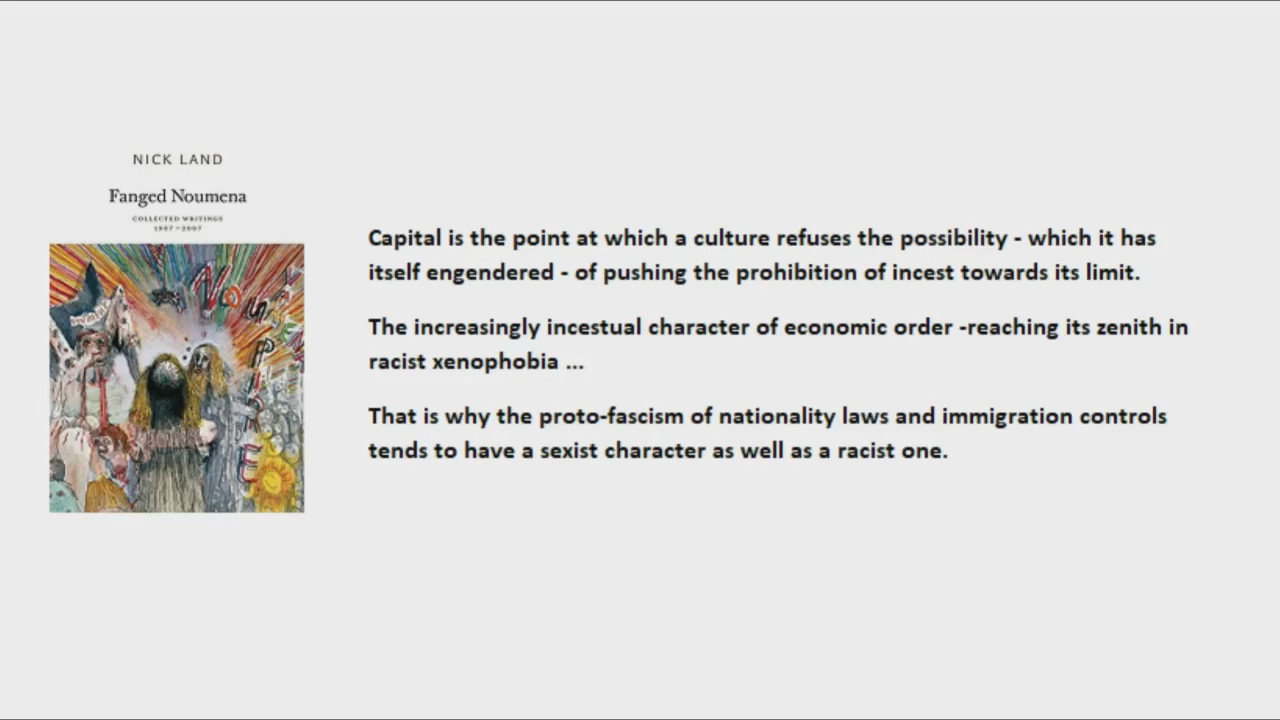 NICK LAND
Fanged Noumena
COLLECTED WRITINGS
1987 - 2007
Capital is the point at which a culture refuses the possibility - which it has
itself engendered - of pushing the prohibition of incest towards its limit.
The increasingly incestual character of economic order -reaching its zenith in
racist xenophobia ...
That is why the proto-fascism of nationality laws and immigration controls
tends to have a sexist character as well as a racist one.